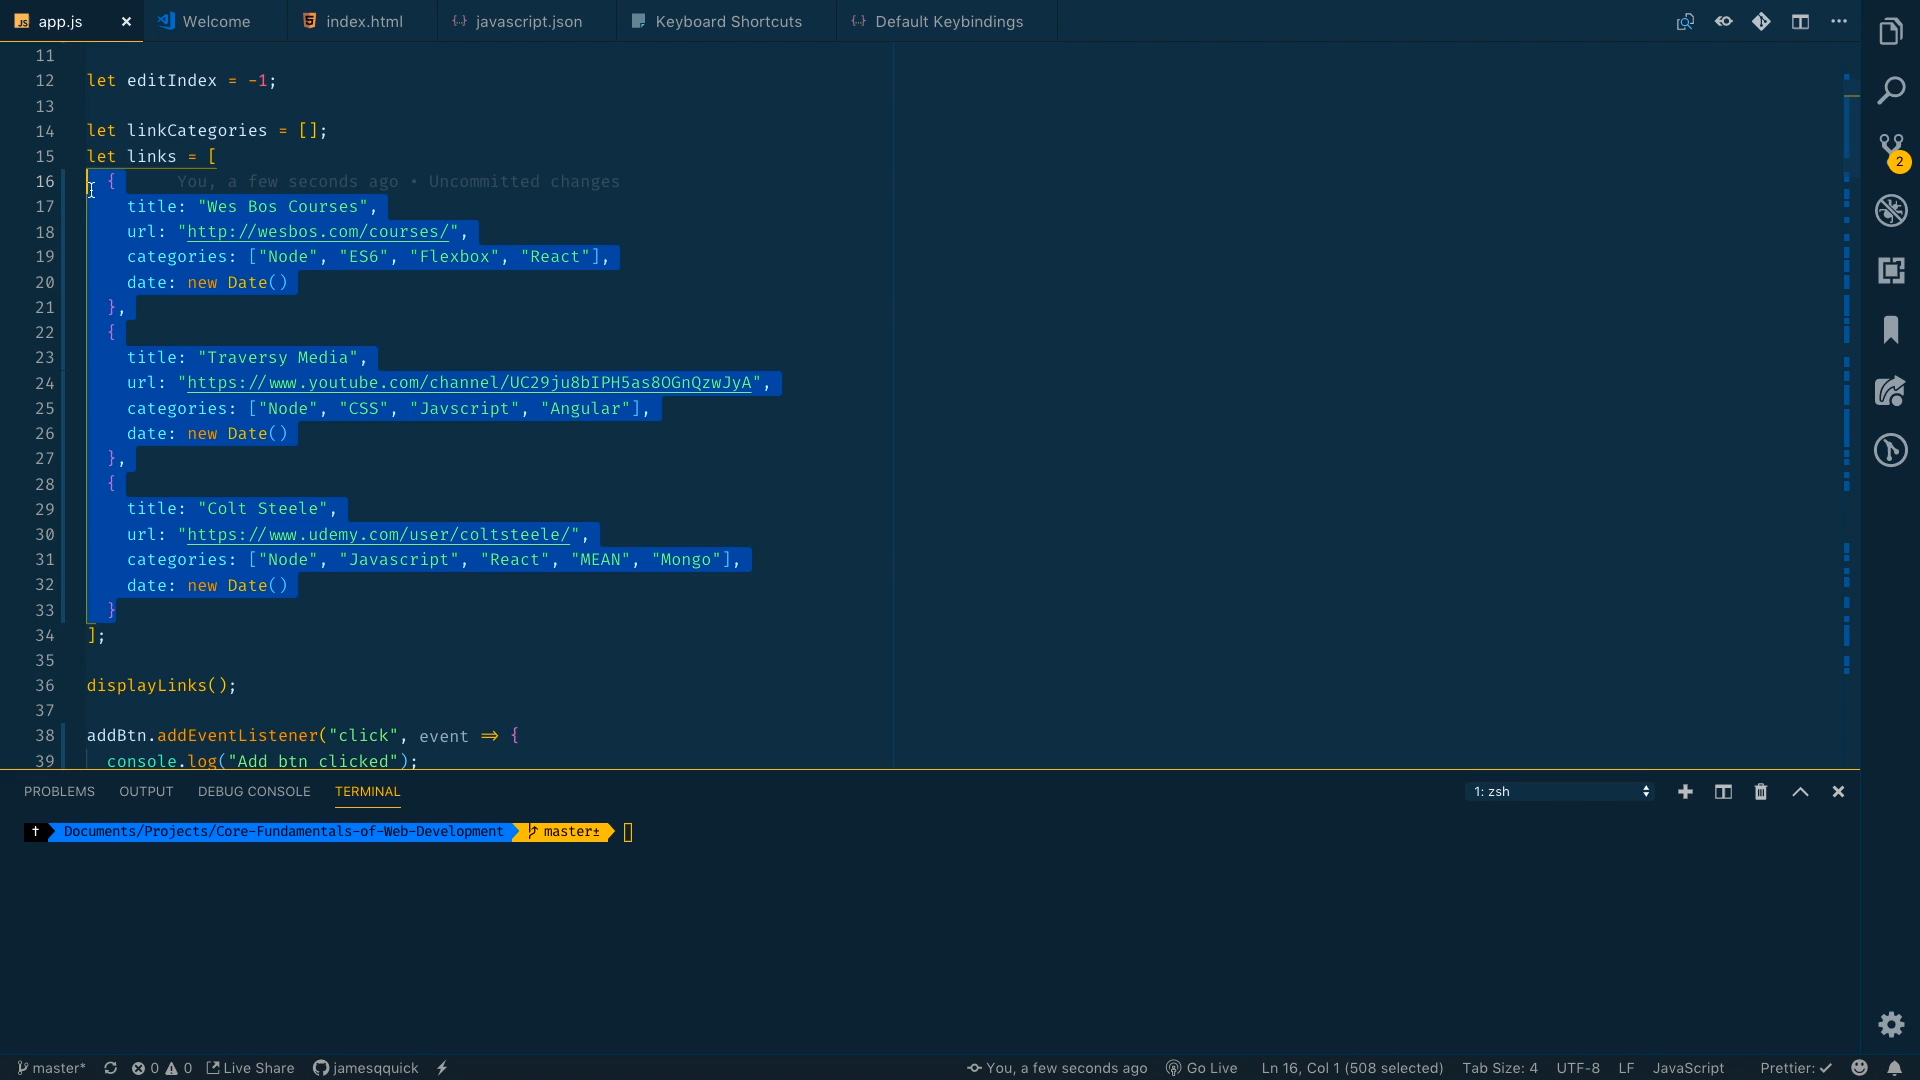 JS app.js × Welcome index.html javascript.json Keyboard Shortcuts Default Keybindings
11
12 let editIndex = -1;
13
14 let linkCategories = [];
15 let links = [
16 { You, a few seconds ago • Uncommitted changes
17 title: "Wes Bos Courses",
18 url: "http://wesbos.com/courses/",
19 categories: ["Node", "ES6", "Flexbox", "React"],
20 date: new Date()
21 },
22 {
23 title: "Traversy Media",
24 url: "https://www.youtube.com/channel/UC29ju8bIPH5as8OGnQzwJyA",
25 categories: ["Node", "CSS", "Javscript", "Angular"],
26 date: new Date()
27 },
28 {
29 title: "Colt Steele",
30 url: "https://www.udemy.com/user/coltsteele/",
31 categories: ["Node", "Javascript", "React", "MEAN", "Mongo"],
32 date: new Date()
33 }
34 ];
35
36 displayLinks();
37
38 addBtn.addEventListener("click", event => {
39 console.log("Add btn clicked");
2
PROBLEMS OUTPUT DEBUG CONSOLE TERMINAL 1: zsh
† Documents/Projects/Core-Fundamentals-of-Web-Development master±
master* 0 0 Live Share jamesqquick You, a few seconds ago Go Live Ln 16, Col 1 (508 selected) Tab Size: 4 UTF-8 LF JavaScript Prettier: ✓